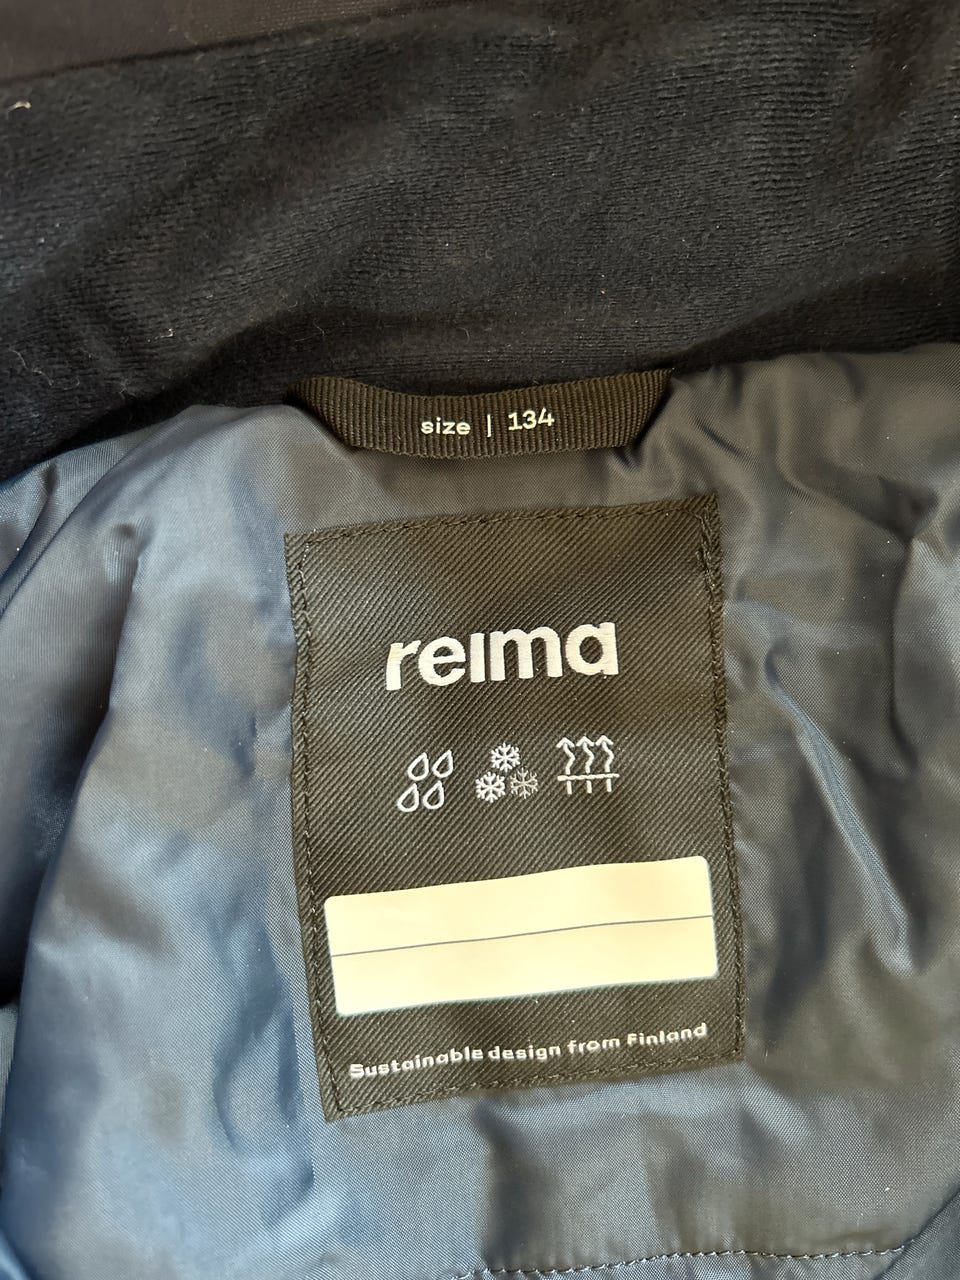 size | 134
reima
Sustainable design from Finland